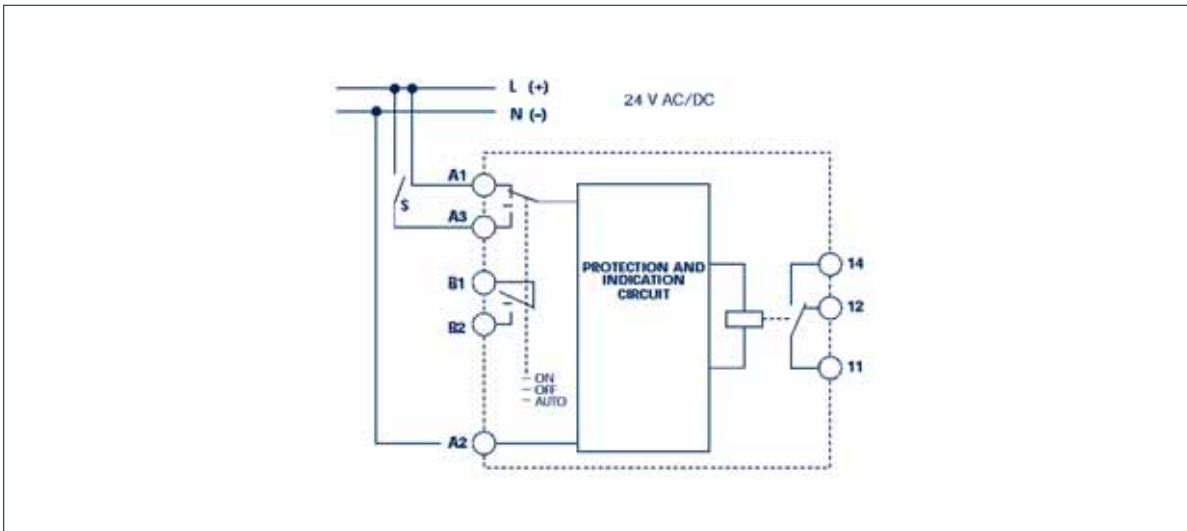 L (+)
24 V AC/DC
N (-)
A1
S
A3
14
PROTECTION AND
INDICATION
CIRCUIT
B1
12
B2
11
ON
OFF
AUTO
A2